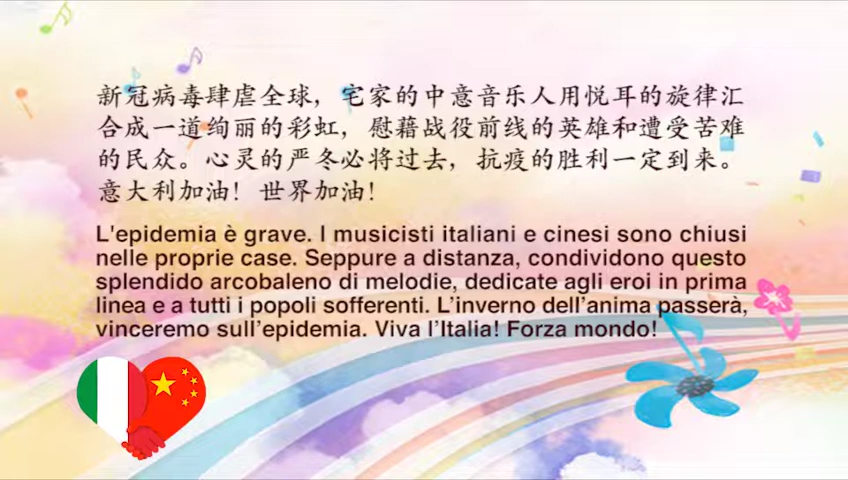 新冠病毒肆虐全球，宅家的中意音乐人用悦耳的旋律汇
合成一道绚丽的彩虹，慰藉战役前线的英雄和遭受苦难
的民众。心灵的严冬必将过去，抗疫的胜利一定到来。
意大利加油！世界加油！
L'epidemia è grave. I musicisti italiani e cinesi sono chiusi
nelle proprie case. Seppure a distanza, condividono questo
splendido arcobaleno di melodie, dedicate agli eroi in prima
linea e a tutti i popoli sofferenti. L’inverno dell’anima passerà,
vinceremo sull’epidemia. Viva l’Italia! Forza mondo!